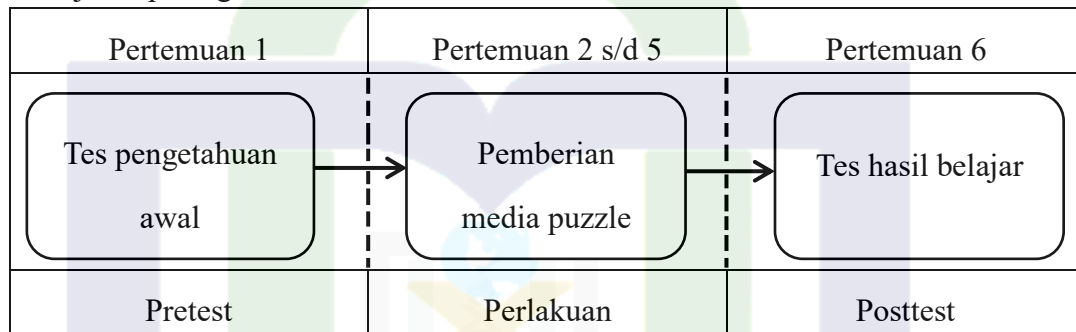 Pertemuan 1
Pertemuan 2 s/d 5
Pertemuan 6
Tes pengetahuan
awal
Pemberian
media puzzle
Tes hasil belajar
Pretest
Perlakuan
Posttest